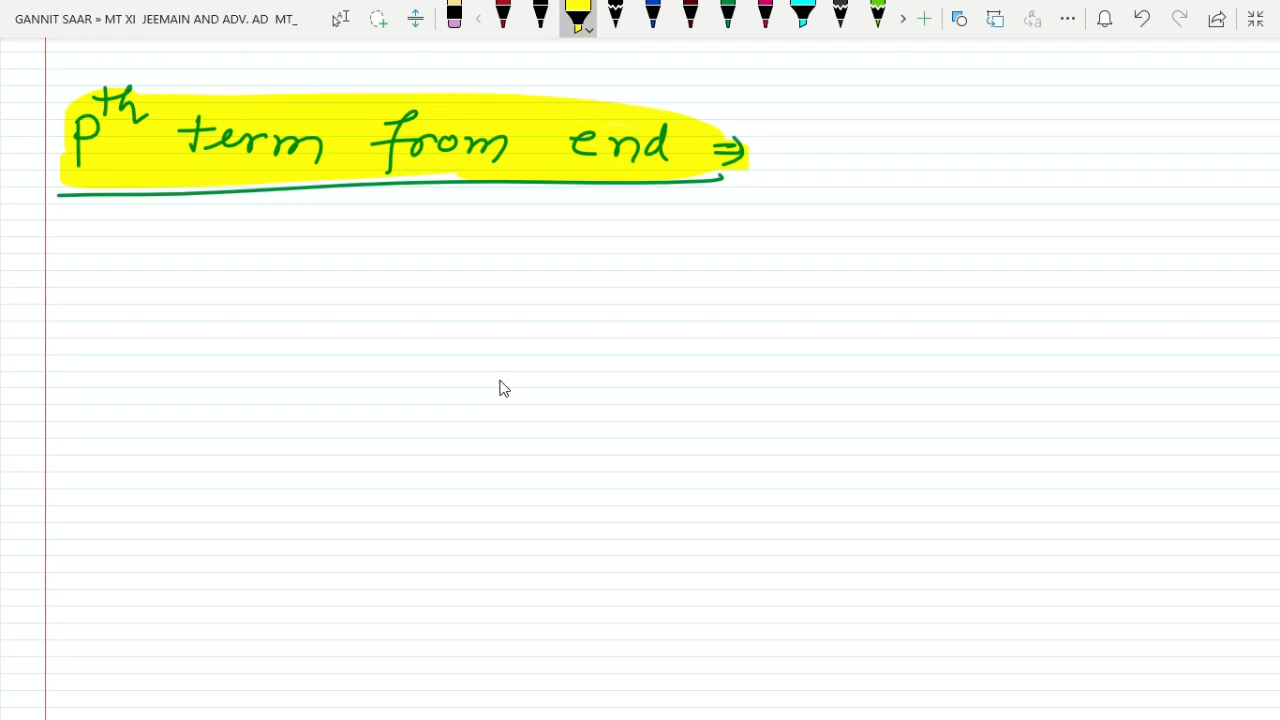 GANNIT SAAR » MT XI JEEMAIN AND ADV. AD MT_
pth term from end ⇒